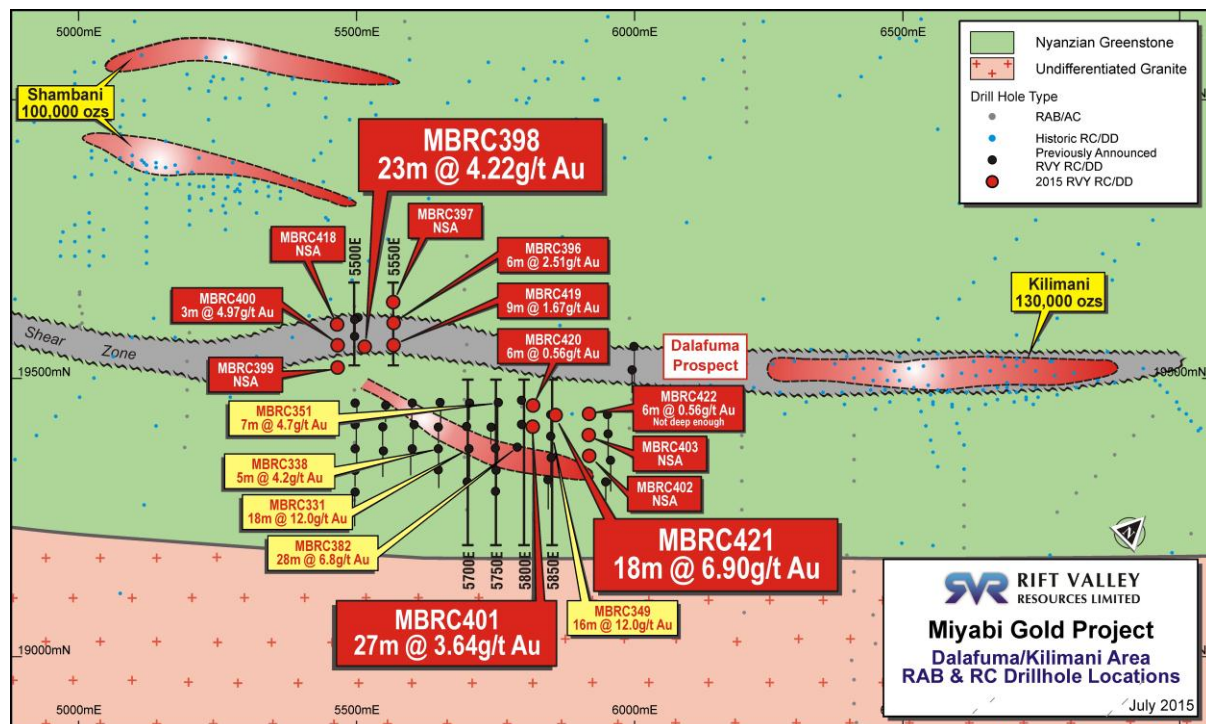 5000mE
5500mE
6000mE
6500mE
Nyanzian Greenstone
Undifferentiated Granite
Drill Hole Type
RAB/AC
Historic RC/DD
Previously Announced
RVY RC/DD
2015 RVY RC/DD
Shambani
100,000 ozs
MBRC398
23m @ 4.22g/t Au
MBRC397
NSA
MBRC418
NSA
5500E
5550E
MBRC396
6m @ 2.51g/t Au
MBRC400
3m @ 4.97g/t Au
MBRC419
9m @ 1.67g/t Au
Kilimani
130,000 ozs
Shear Zone
MBRC420
6m @ 0.56g/t Au
Dalafuma
Prospect
MBRC399
NSA
19500mN
MBRC351
7m @ 4.7g/t Au
MBRC422
6m @ 0.56g/t Au
Not deep enough
MBRC403
NSA
MBRC338
5m @ 4.2g/t Au
MBRC402
NSA
MBRC331
18m @ 12.0g/t Au
MBRC382
28m @ 6.8g/t Au
5700E
5750E
5800E
5850E
MBRC421
18m @ 6.90g/t Au
N
MBRC401
27m @ 3.64g/t Au
MBRC349
16m @ 12.0g/t Au
19000mN
SVR RIFT VALLEY
RESOURCES LIMITED
Miyabi Gold Project
Dalafuma/Kilimani Area
RAB & RC Drillhole Locations
July 2015
5000mE
5500mE
6000mE